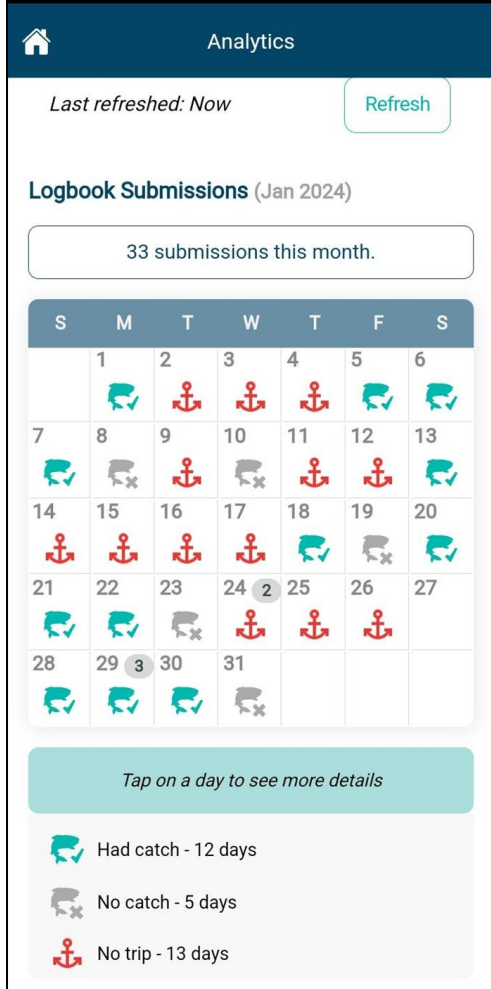 Analytics
Last refreshed: Now Refresh
Logbook Submissions (Jan 2024)
33 submissions this month.
S M T W T F S
1 2 3 4 5 6
7 8 9 10 11 12 13
14 15 16 17 18 19 20
21 22 23 24 2 25 26 27
28 29 3 30 31
Tap on a day to see more details
Had catch - 12 days
No catch - 5 days
No trip - 13 days